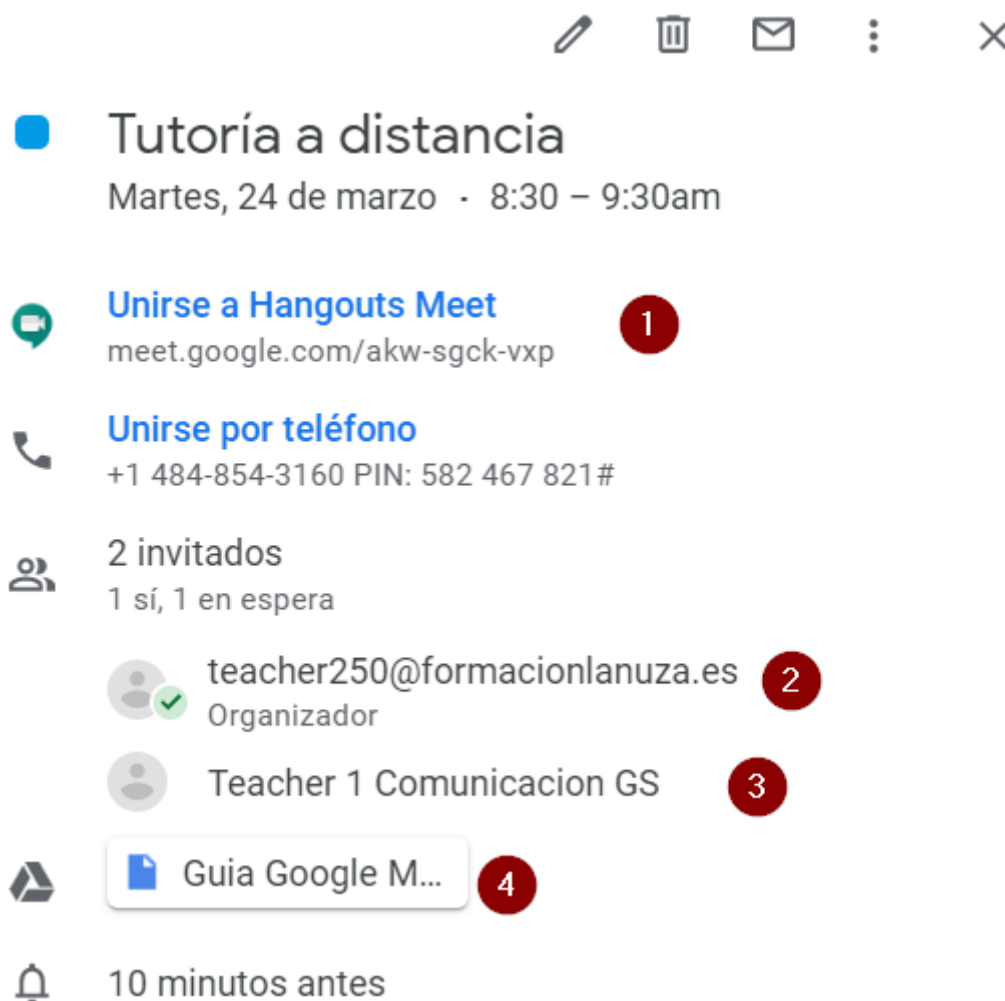 Tutoría a distancia
Martes, 24 de marzo · 8:30 – 9:30am
Unirse a Hangouts Meet
1
meet.google.com/akw-sgck-vxp
Unirse por teléfono
+1 484-854-3160 PIN: 582 467 821#
2 invitados
1 sí, 1 en espera
teacher250@formacionlanuza.es
2
Organizador
Teacher 1 Comunicacion GS
3
Guia Google M...
4
10 minutos antes